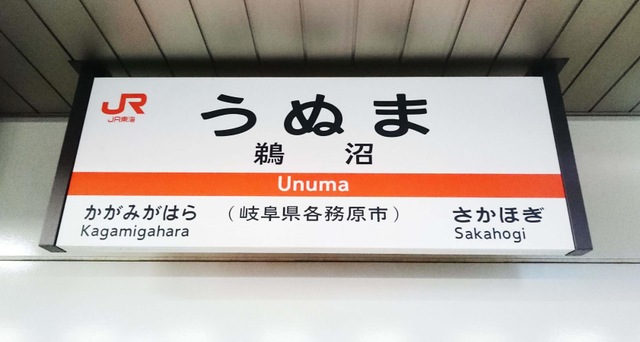 JR
JR東海
うぬま
鵜沼
Unuma
かがみがはら
Kagamigahara
（岐阜県各務原市）
さかほぎ
Sakahogi